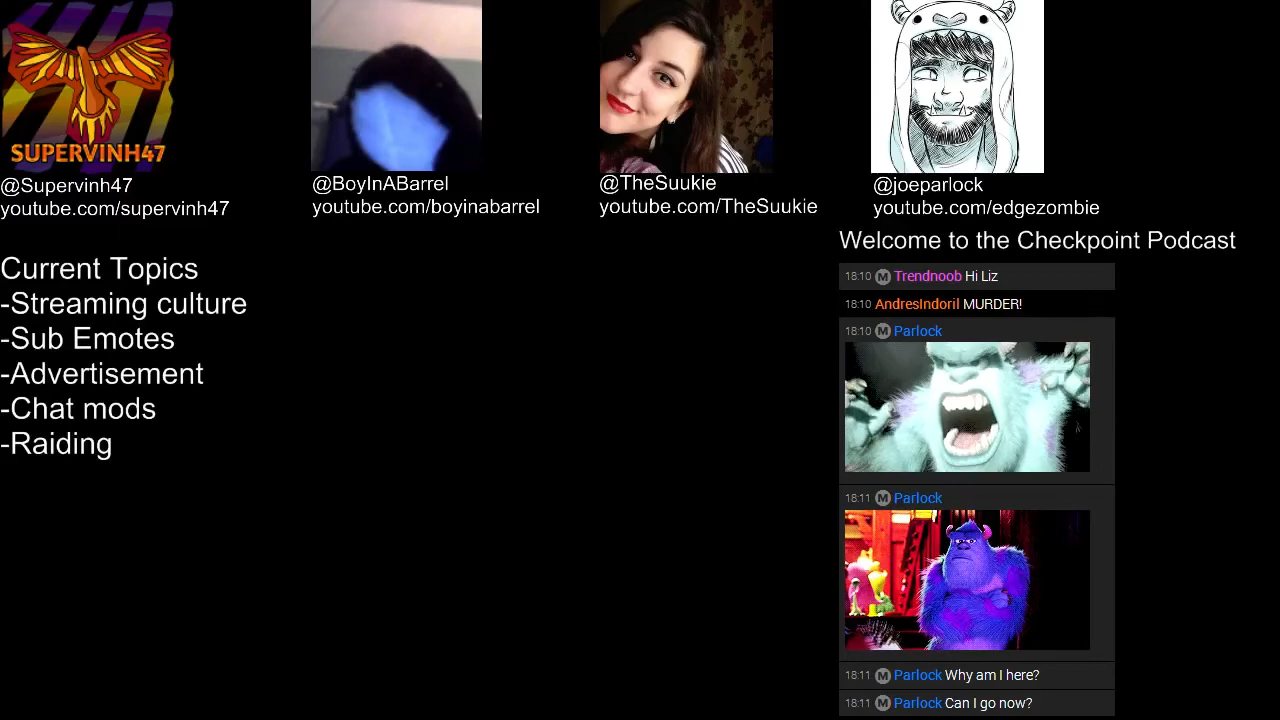 SUPERVINH47
@Supervinh47
youtube.com/supervinh47
@BoyInABarrel
youtube.com/boyinabarrel
@TheSuukie
youtube.com/TheSuukie
@joeparlock
youtube.com/edgezombie
Current Topics
-Streaming culture
-Sub Emotes
-Advertisement
-Chat mods
-Raiding
Welcome to the Checkpoint Podcast
18:10 M Trendnoob Hi Liz
18:10 AndresIndoril MURDER!
18:10 M Parlock
18:11 M Parlock
18:11 M Parlock Why am I here?
18:11 M Parlock Can I go now?